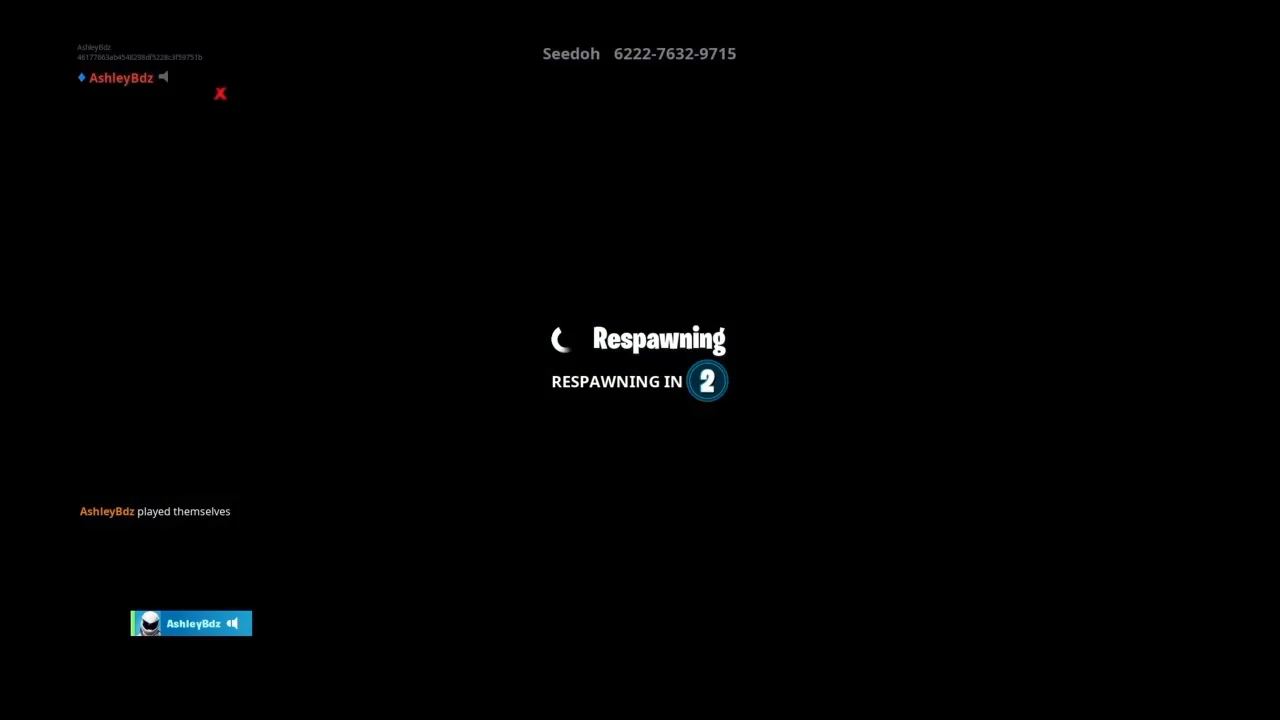 AshleyBdz
Seedoh 6222-7632-9715
AshleyBdz
X
Respawning
RESPAWNING IN 2
AshleyBdz played themselves
AshleyBdz